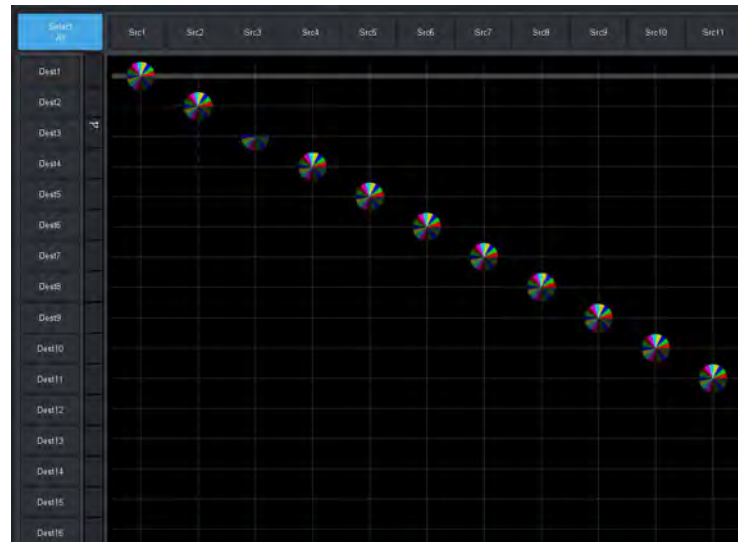 Select
All
Src1 Src2 Src3 Src4 Src5 Src6 Src7 Src8 Src9 Src10 Src11
Dest1
Dest2
Dest3
Dest4
Dest5
Dest6
Dest7
Dest8
Dest9
Dest10
Dest11
Dest12
Dest13
Dest14
Dest15
Dest16